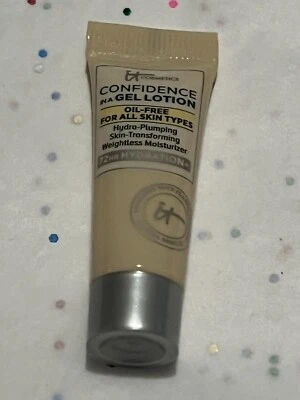 iT
COSMETICS
CONFIDENCE
IN A GEL LOTION
OIL-FREE
FOR ALL SKIN TYPES
Hydro-Plumping
Skin-Transforming
Weightless Moisturizer
72HR HYDRATION+
iT